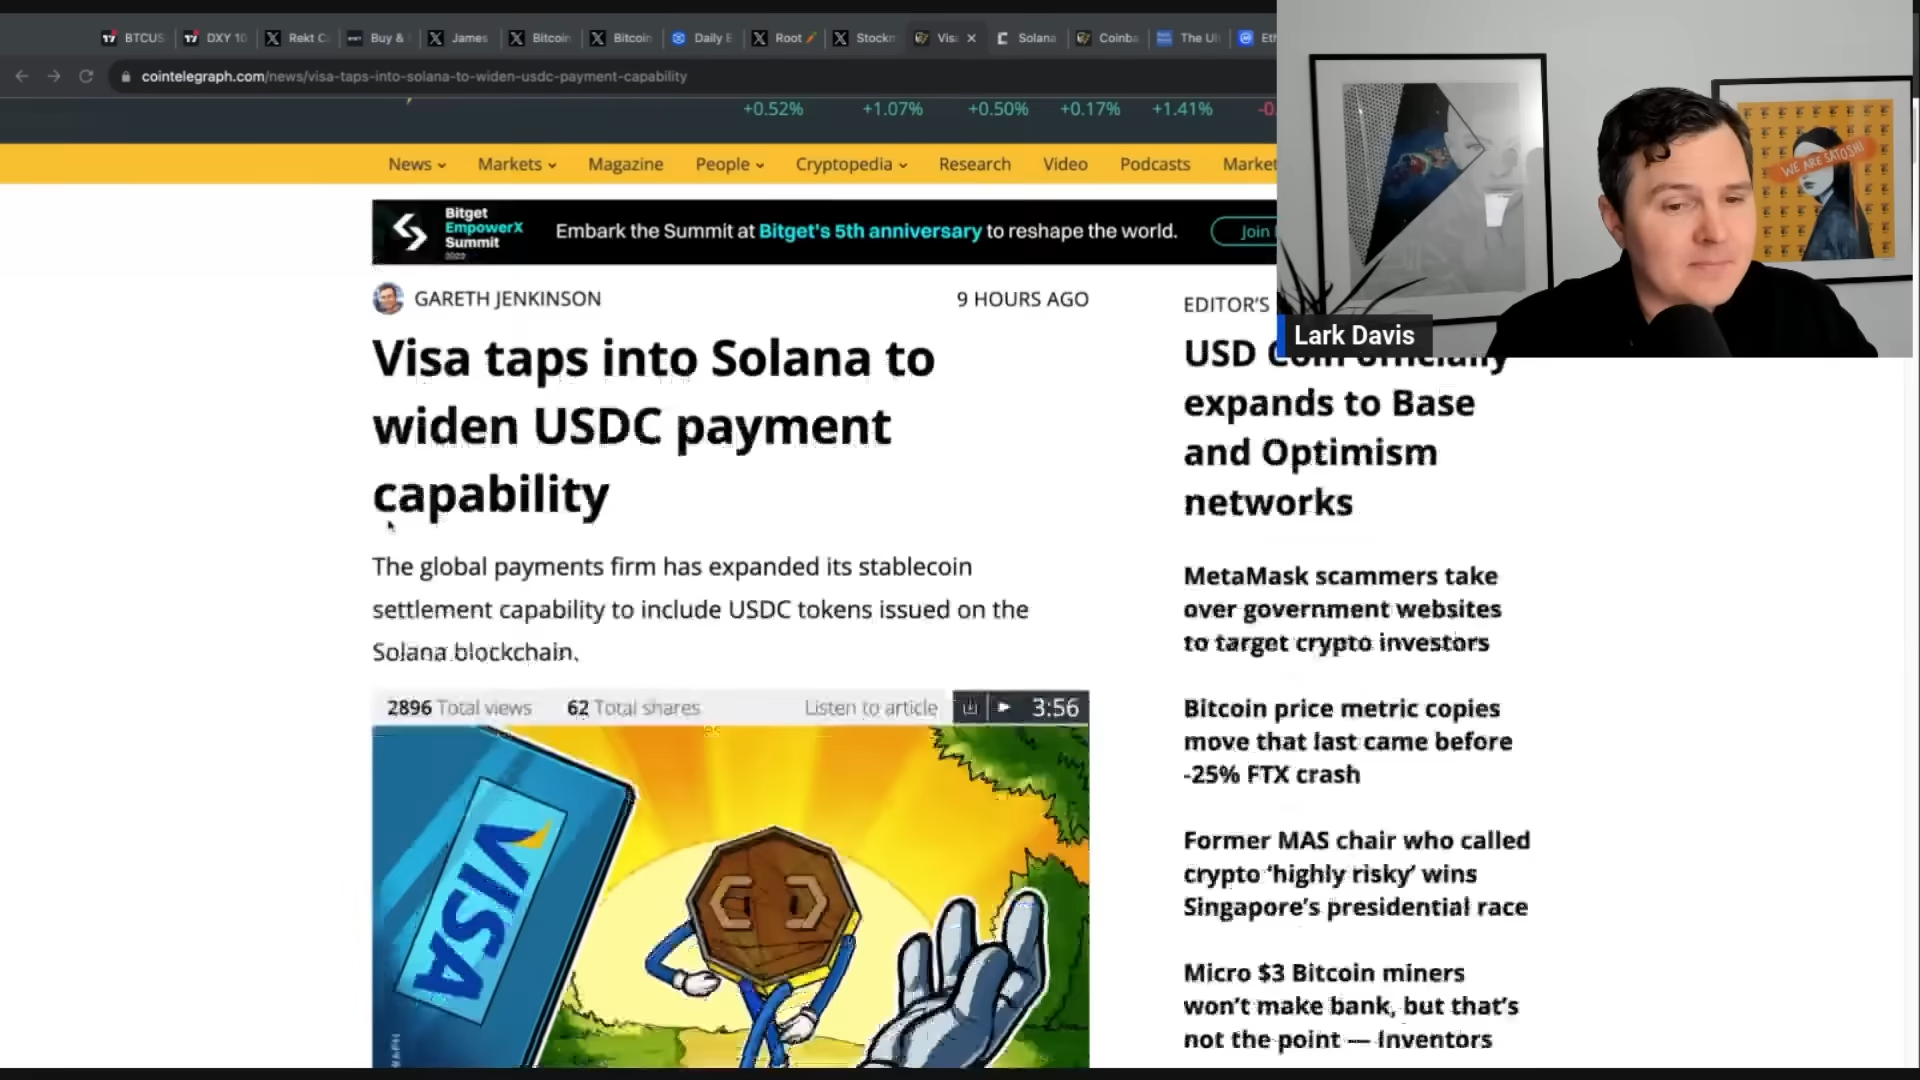 BTCUS
DXY 10
Rekt C
Buy &
James
Bitcoin
Bitcoin
Daily E
Root
Stockm
Visa
Solana
Coinba
The Ul
Eth
cointelegraph.com/news/visa-taps-into-solana-to-widen-usdc-payment-capability
+0.52%
+1.07%
+0.50%
+0.17%
+1.41%
-0.
News
Markets
Magazine
People
Cryptopedia
Research
Video
Podcasts
Market
Bitget
EmpowerX
Summit
Embark the Summit at Bitget's 5th anniversary to reshape the world.
Join
WE ARE SATOSHI
Lark Davis
GARETH JENKINSON
9 HOURS AGO
Visa taps into Solana to
widen USDC payment
capability
The global payments firm has expanded its stablecoin
settlement capability to include USDC tokens issued on the
Solana blockchain.
2896 Total views
62 Total shares
Listen to article
3:56
VISA
EDITOR'S
USD Coin officially
expands to Base
and Optimism
networks
MetaMask scammers take
over government websites
to target crypto investors
Bitcoin price metric copies
move that last came before
-25% FTX crash
Former MAS chair who called
crypto ‘highly risky’ wins
Singapore’s presidential race
Micro $3 Bitcoin miners
won’t make bank, but that’s
not the point — Inventors